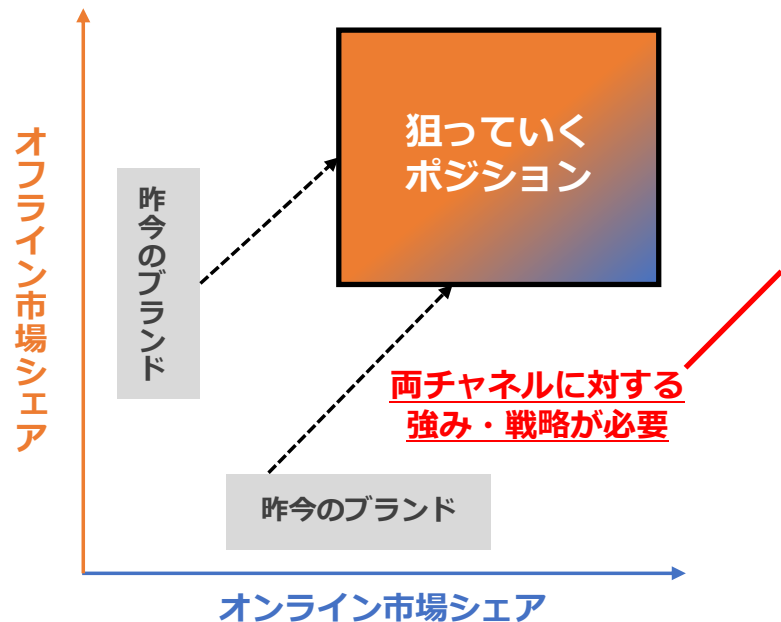 狙っていく
ポジション
オフライン市場シェア
昨今のブランド
両チャネルに対する
強み・戦略が必要
昨今のブランド
オンライン市場シェア